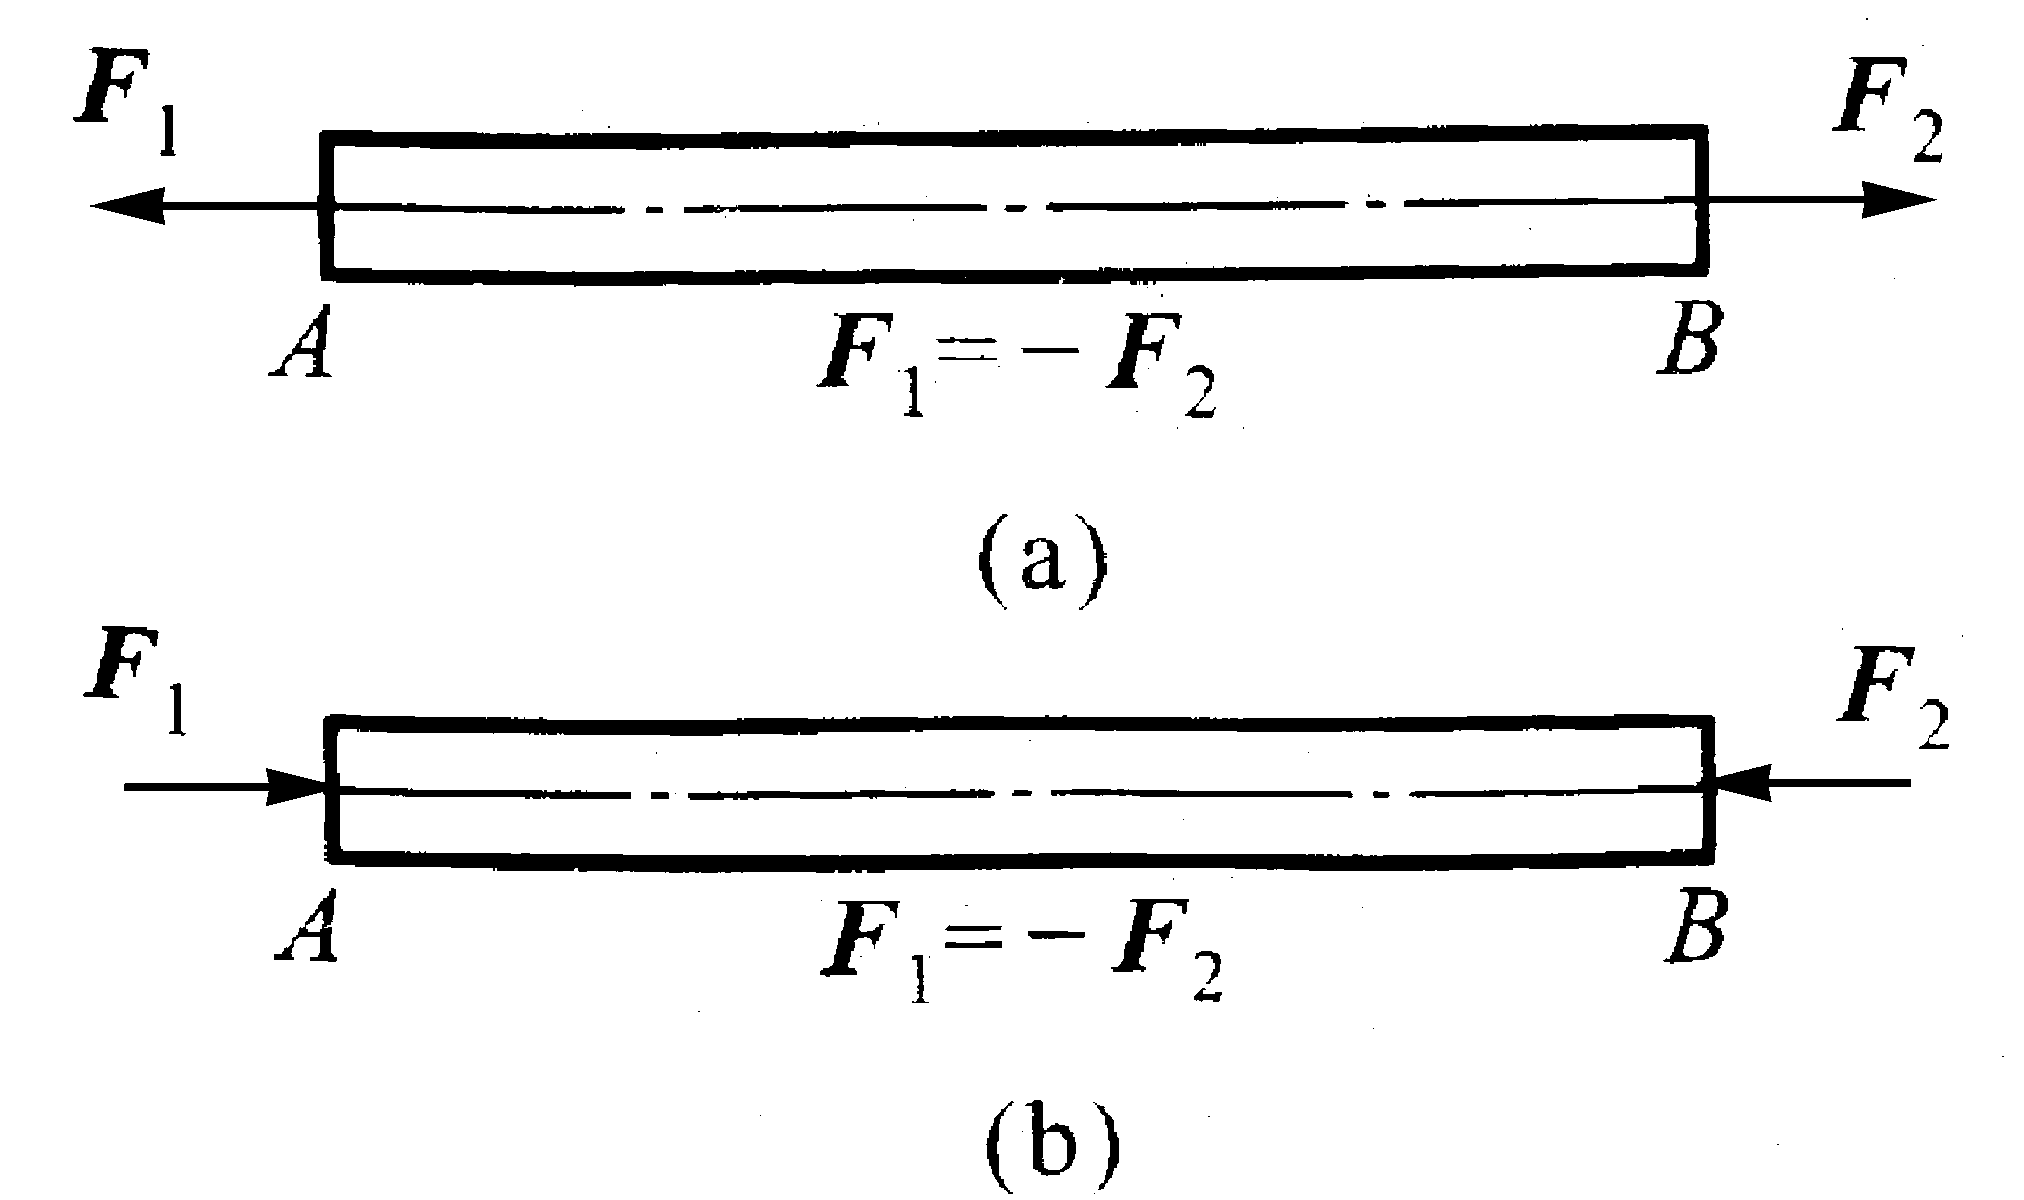 F₁ F₂
A F₁ = − F₂ B
(a)
F₁ F₂
A F₁ = − F₂ B
(b)